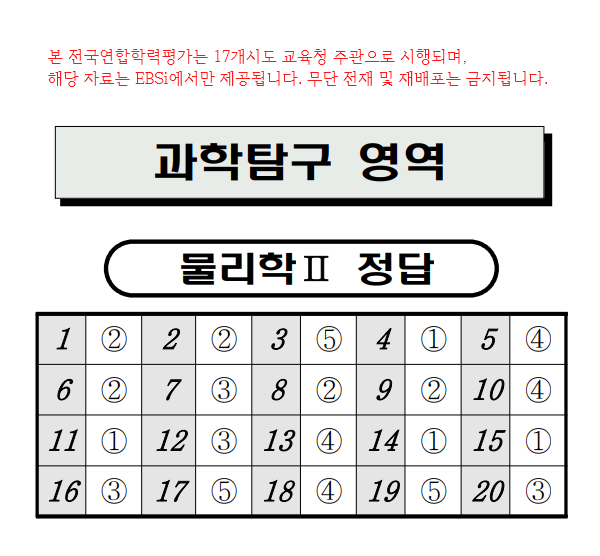 본 전국연합학력평가는 17개시도 교육청 주관으로 시행되며,
해당 자료는 EBSi에서만 제공됩니다. 무단 전재 및 재배포는 금지됩니다.
과학탐구 영역
물리학Ⅱ 정답
1 ② 2 ② 3 ⑤ 4 ① 5 ④
6 ② 7 ③ 8 ② 9 ② 10 ④
11 ① 12 ③ 13 ④ 14 ① 15 ①
16 ③ 17 ⑤ 18 ④ 19 ⑤ 20 ③